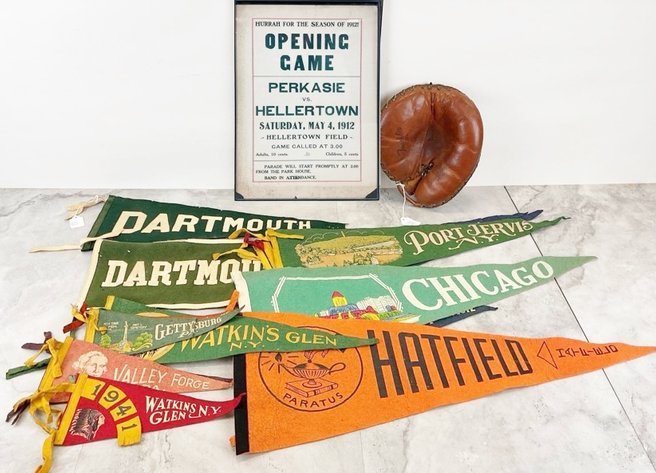 HURRAH FOR THE SEASON OF 1912!
OPENING
GAME
PERKASIE
VS.
HELLERTOWN
SATURDAY, MAY 4, 1912
- HELLERTOWN FIELD -
GAME CALLED AT 3.00
Adults, 10 cents. Children, 5 cents
PARADE WILL START PROMPTLY AT 2.00
FROM THE PARK HOUSE.
BAND IN ATTENDANCE.
DARTMOUTH
PORT JERVIS
N.Y.
DARTMOU
CHICAGO
GETTYSBURG
WATKIN'S GLEN
N.Y.
HATFIELD
PARATUS
VALLEY FORGE
1941
WATKINS
GLEN N.Y.